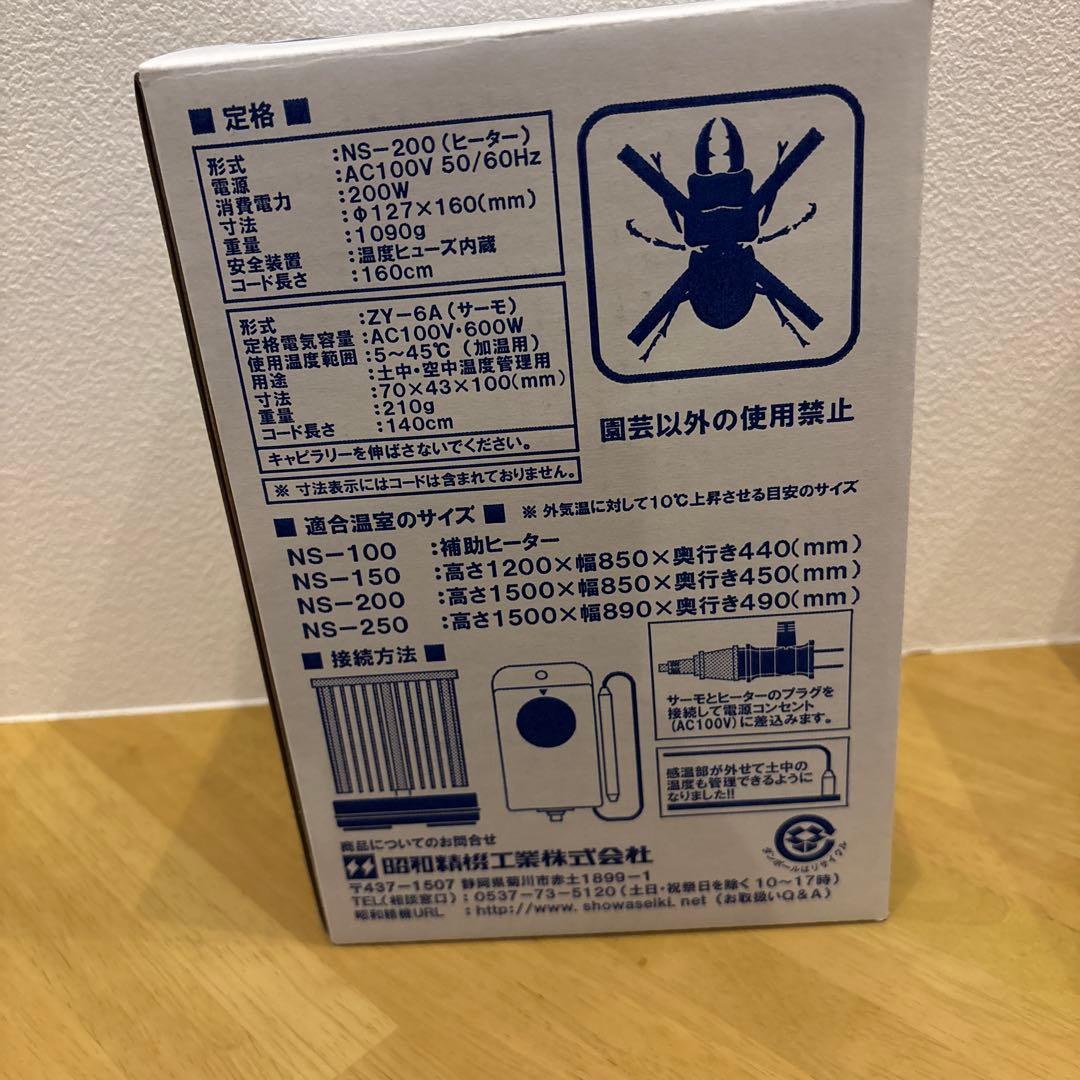 ■ 定格 ■
形式 :NS-200(ヒーター)
電源 :AC100V 50/60Hz
消費電力 :200W
寸法 :Φ127×160(mm)
重量 :1090g
安全装置 :温度ヒューズ内蔵
コード長さ :160cm
形式 :ZY-6A(サーモ)
定格電気容量 :AC100V・600W
使用温度範囲 :5~45℃ (加温用)
用途 :土中・空中温度管理用
寸法 :70×43×100(mm)
重量 :210g
コード長さ :140cm
キャピラリーを伸ばさないでください。
※ 寸法表示にはコードは含まれておりません。
園芸以外の使用禁止
■ 適合温室のサイズ ■ ※ 外気温に対して10℃上昇させる目安のサイズ
NS-100 :補助ヒーター
NS-150 :高さ1200×幅850×奥行き440(mm)
NS-200 :高さ1500×幅850×奥行き450(mm)
NS-250 :高さ1500×幅890×奥行き490(mm)
■ 接続方法 ■
サーモとヒーターのプラグを
接続して電源コンセント
(AC100V)に差込みます。
感温部が外せて土中の
温度も管理できるように
なりました!!
ダンボールはリサイクル
商品についてのお問合せ
昭和精機工業株式会社
〒437-1507 静岡県菊川市赤土1899-1
TEL(相談窓口):0537-73-5120(土日・祝祭日を除く10~17時)
昭和精機URL :http://www.showaseiki.net (お取扱いQ&A)